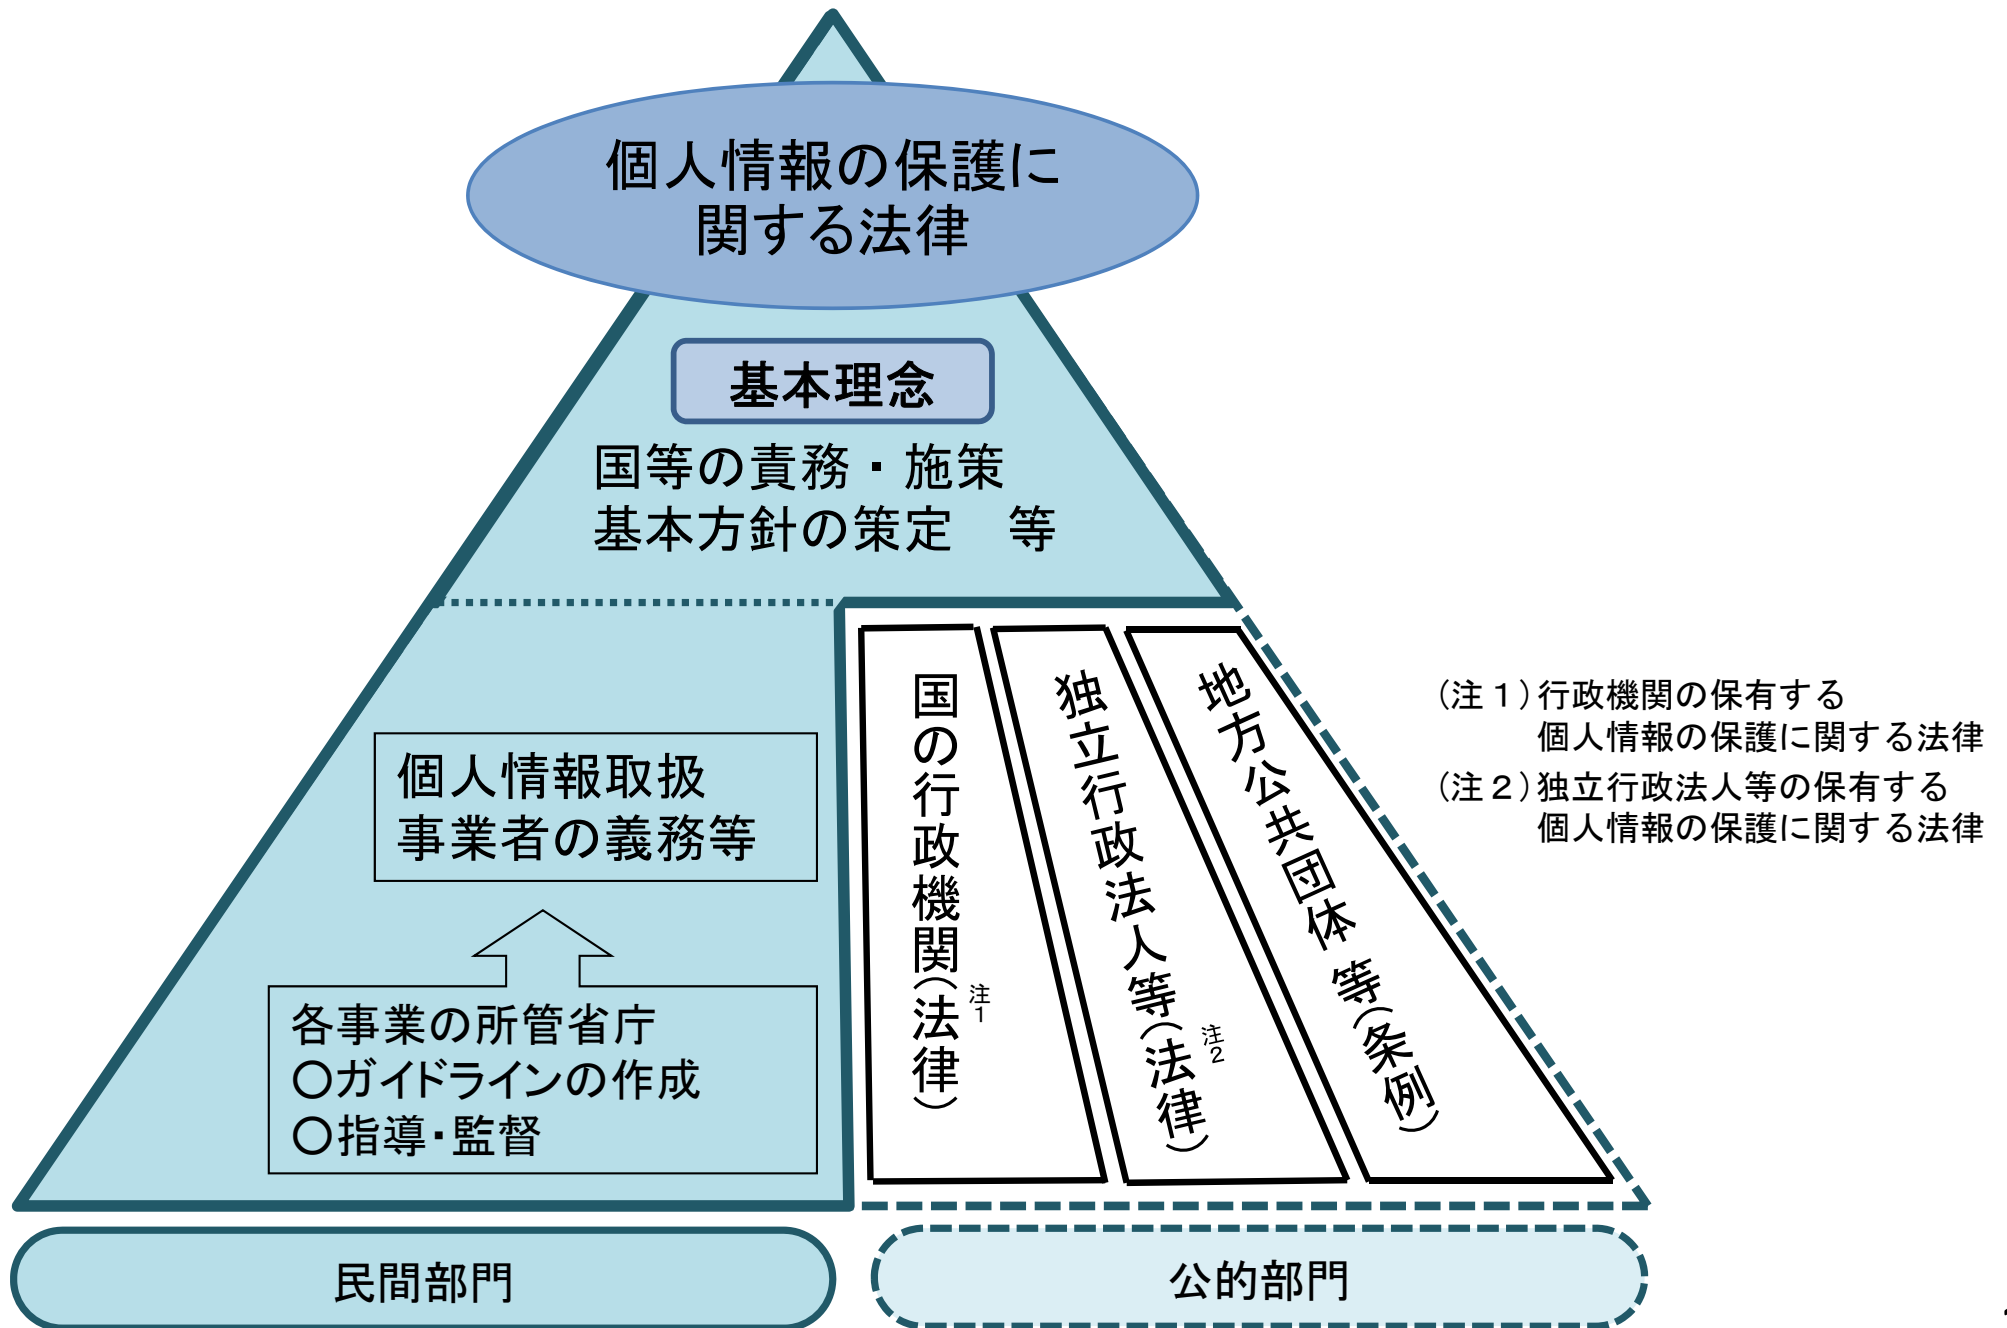 個人情報の保護に
関する法律
基本理念
国等の責務・施策
基本方針の策定　等
個人情報取扱
事業者の義務等
各事業の所管省庁
○ガイドラインの作成
○指導・監督
国の行政機関(法律)
注1
独立行政法人等(法律)
注2
地方公共団体 等(条例)
(注1)行政機関の保有する
個人情報の保護に関する法律
(注2)独立行政法人等の保有する
個人情報の保護に関する法律
民間部門
公的部門